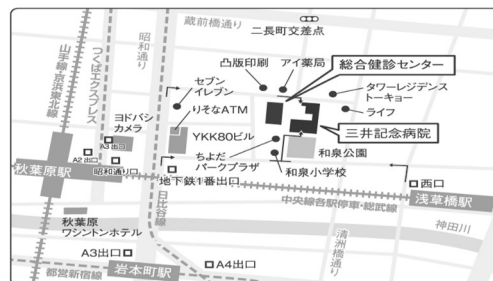 蔵前橋通り
二長町交差点
山手線・京浜東北線
つくばエクスプレス
昭和通り
凸版印刷
アイ薬局
総合健診センター
セブン
イレブン
タワーレジデンス
トーキョー
ヨドバシ
カメラ
A3出口
りそなATM
ライフ
YKK80ビル
三井記念病院
A2出口
ちよだ
パークプラザ
和泉公園
秋葉原駅
昭和通り口
地下鉄1番出口
和泉小学校
西口
日比谷線
中央線各駅停車・総武線
浅草橋駅
秋葉原
ワシントンホテル
清洲橋通り
神田川
A3出口
A4出口
岩本町駅
都営新宿線